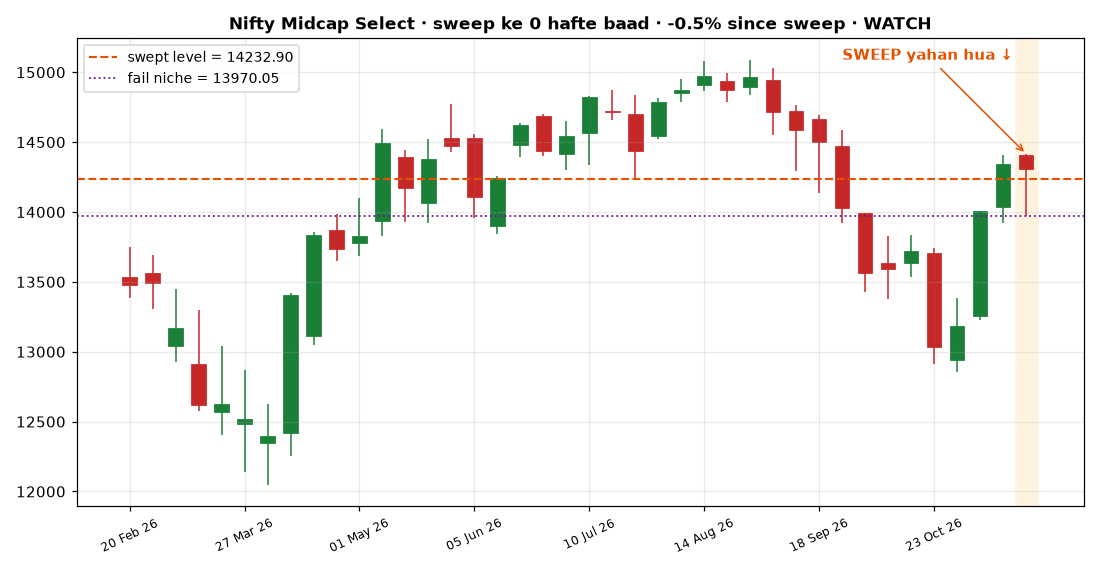 Nifty Midcap Select · sweep ke 0 hafte baad · -0.5% since sweep · WATCH
swept level = 14232.90
fail niche = 13970.05
SWEEP yahan hua ↓
15000
14500
14000
13500
13000
12500
12000
20 Feb 26
27 Mar 26
01 May 26
05 Jun 26
10 Jul 26
14 Aug 26
18 Sep 26
23 Oct 26